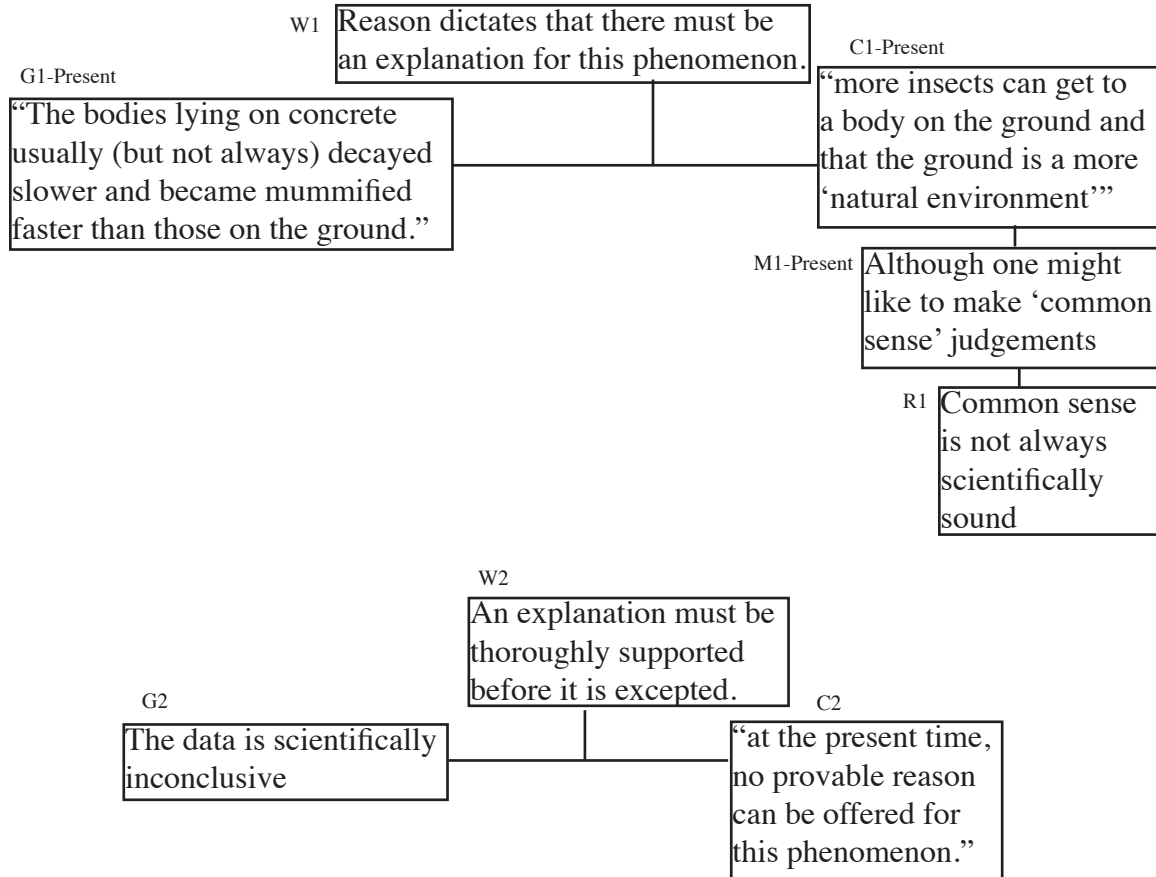 W1
Reason dictates that there must be
an explanation for this phenomenon.
G1-Present
“The bodies lying on concrete
usually (but not always) decayed
slower and became mummified
faster than those on the ground.”
C1-Present
“more insects can get to
a body on the ground and
that the ground is a more
‘natural environment’”
M1-Present
Although one might
like to make ‘common
sense’ judgements
R1
Common sense
is not always
scientifically
sound
W2
An explanation must be
thoroughly supported
before it is excepted.
G2
The data is scientifically
inconclusive
C2
“at the present time,
no provable reason
can be offered for
this phenomenon.”